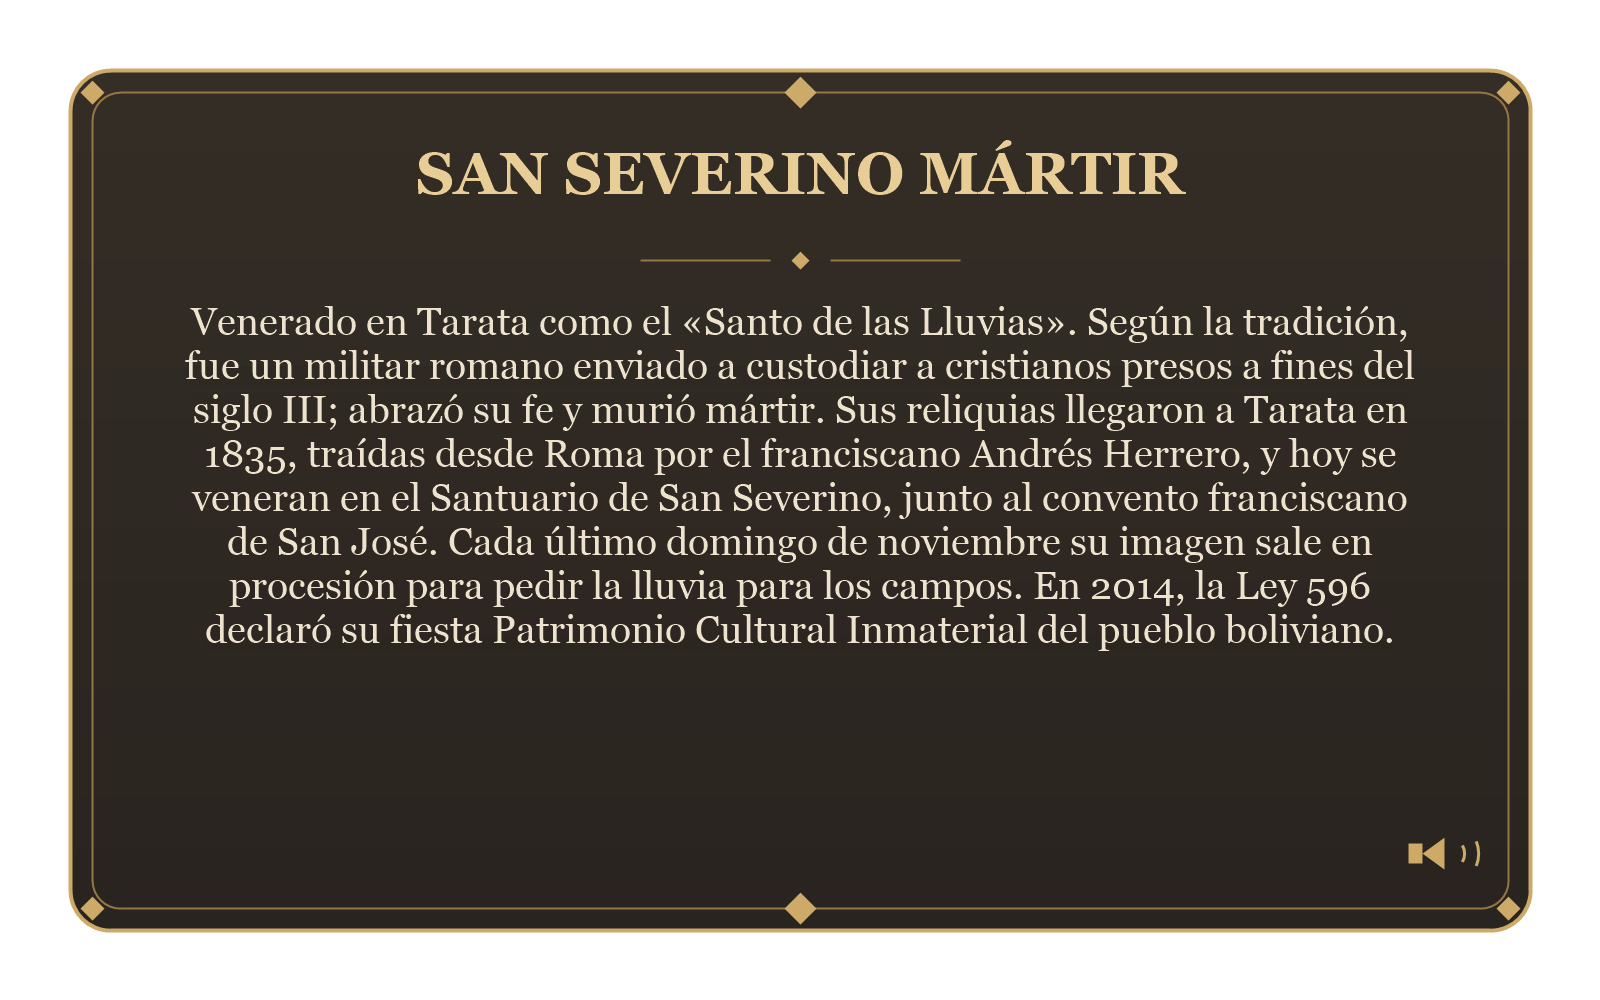 SAN SEVERINO MÁRTIR
Venerado en Tarata como el «Santo de las Lluvias». Según la tradición,
fue un militar romano enviado a custodiar a cristianos presos a fines del
siglo III; abrazó su fe y murió mártir. Sus reliquias llegaron a Tarata en
1835, traídas desde Roma por el franciscano Andrés Herrero, y hoy se
veneran en el Santuario de San Severino, junto al convento franciscano
de San José. Cada último domingo de noviembre su imagen sale en
procesión para pedir la lluvia para los campos. En 2014, la Ley 596
declaró su fiesta Patrimonio Cultural Inmaterial del pueblo boliviano.